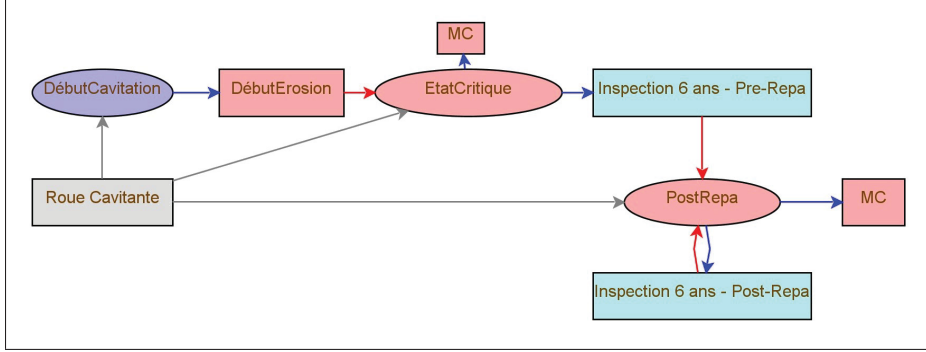 MC
DébutCavitation
DébutErosion
EtatCritique
Inspection 6 ans - Pre-Repa
Roue Cavitante
PostRepa
MC
Inspection 6 ans - Post-Repa